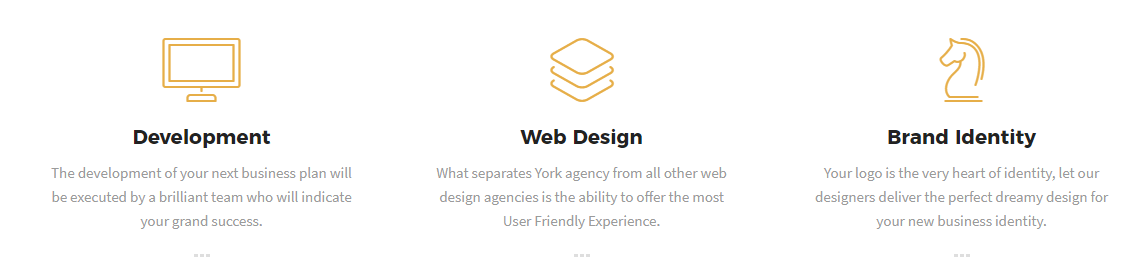 Development
The development of your next business plan will
be executed by a brilliant team who will indicate
your grand success.
Web Design
What separates York agency from all other web
design agencies is the ability to offer the most
User Friendly Experience.
Brand Identity
Your logo is the very heart of identity, let our
designers deliver the perfect dreamy design for
your new business identity.